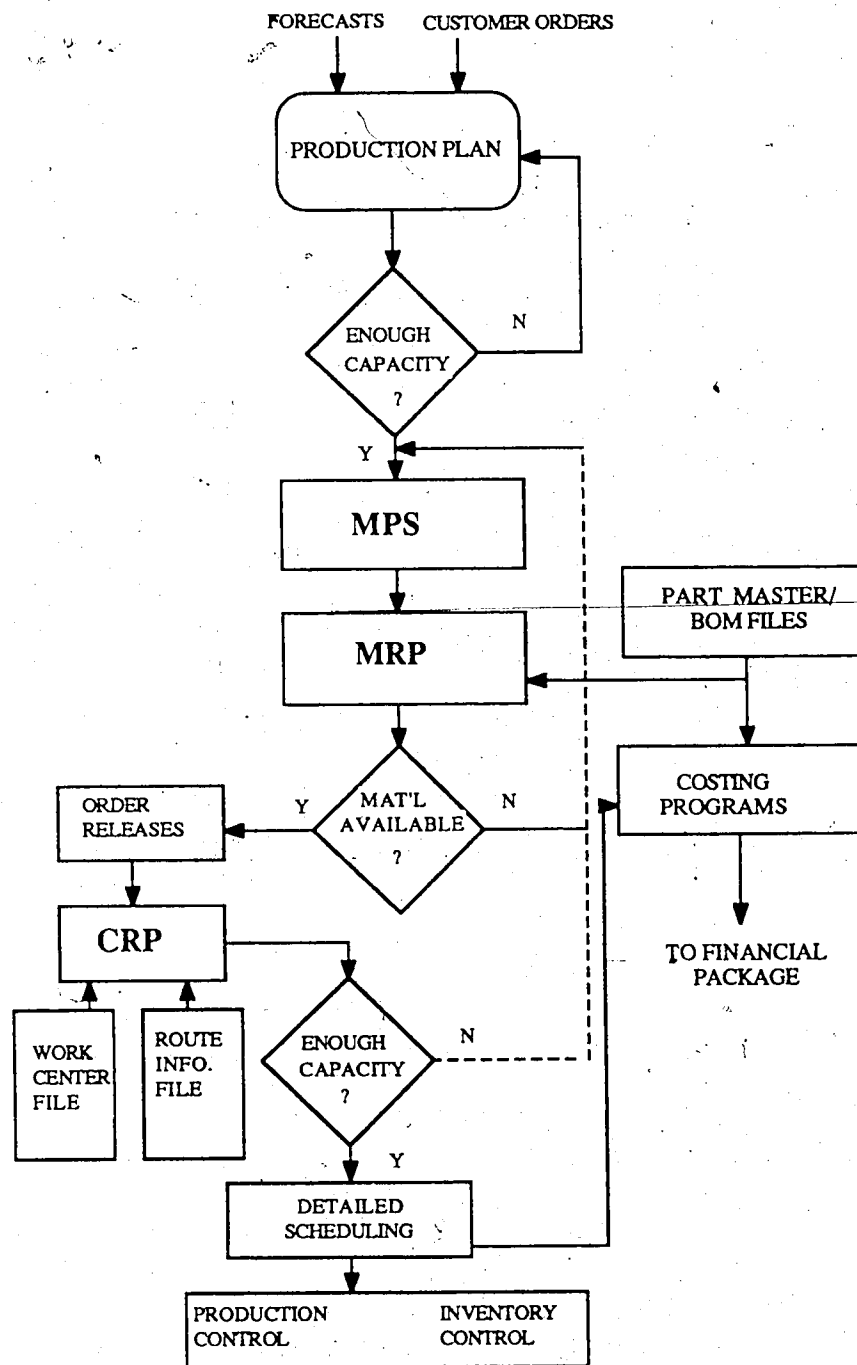 FORECASTS
CUSTOMER ORDERS
PRODUCTION PLAN
N
ENOUGH
CAPACITY
?
Y
MPS
PART MASTER/
BOM FILES
MRP
COSTING
PROGRAMS
Y
MAT'L
AVAILABLE
?
N
ORDER
RELEASES
CRP
TO FINANCIAL
PACKAGE
WORK
CENTER
FILE
ROUTE
INFO.
FILE
ENOUGH
CAPACITY
?
N
Y
DETAILED
SCHEDULING
PRODUCTION
CONTROL
INVENTORY
CONTROL